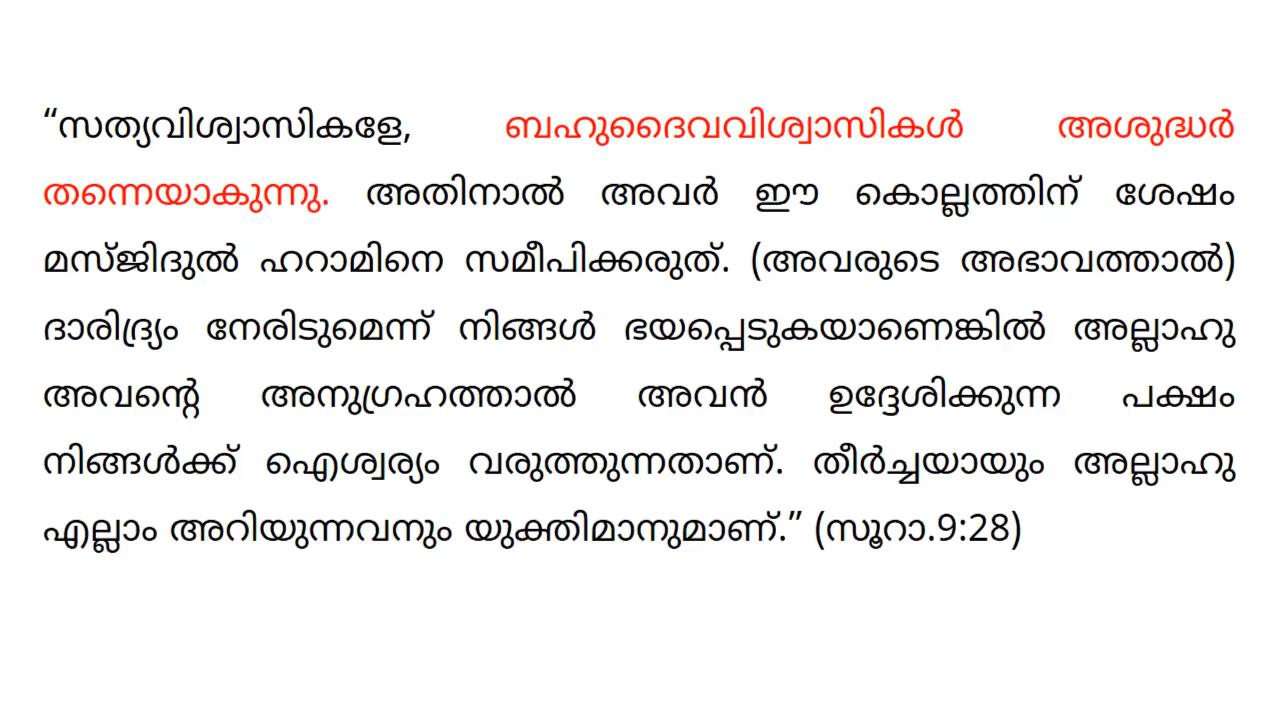 “സത്യവിശ്വാസികളേ, ബഹുദൈവവിശ്വാസികൾ അശുദ്ധർ
തന്നെയാകുന്നു. അതിനാൽ അവർ ഈ കൊല്ലത്തിന് ശേഷം
മസ്ജിദുൽ ഹറാമിനെ സമീപിക്കരുത്. (അവരുടെ അഭാവത്താൽ)
ദാരിദ്ര്യം നേരിടുമെന്ന് നിങ്ങൾ ഭയപ്പെടുകയാണെങ്കിൽ അല്ലാഹു
അവന്റെ അനുഗ്രഹത്താൽ അവൻ ഉദ്ദേശിക്കുന്ന പക്ഷം
നിങ്ങൾക്ക് ഐശ്വര്യം വരുത്തുന്നതാണ്. തീർച്ചയായും അല്ലാഹു
എല്ലാം അറിയുന്നവനും യുക്തിമാനുമാണ്.” (സൂറാ.9:28)